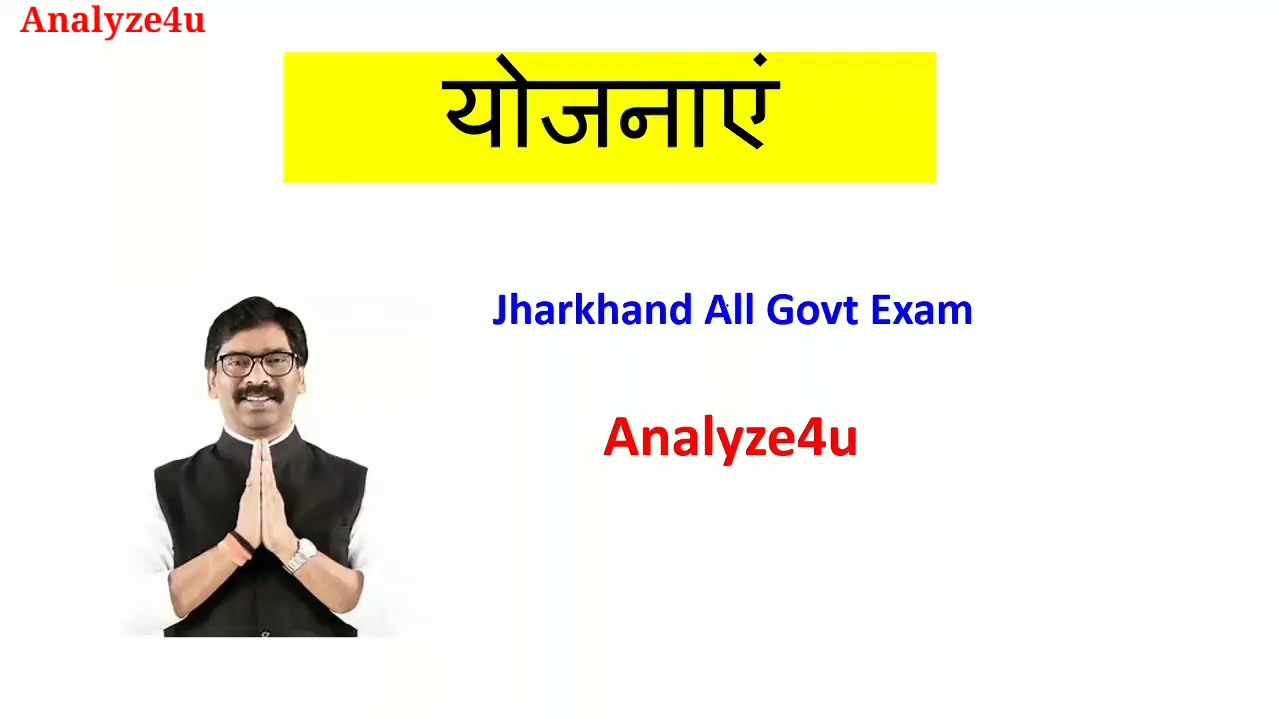 Analyze4u
योजनाएं
Jharkhand All Govt Exam
Analyze4u